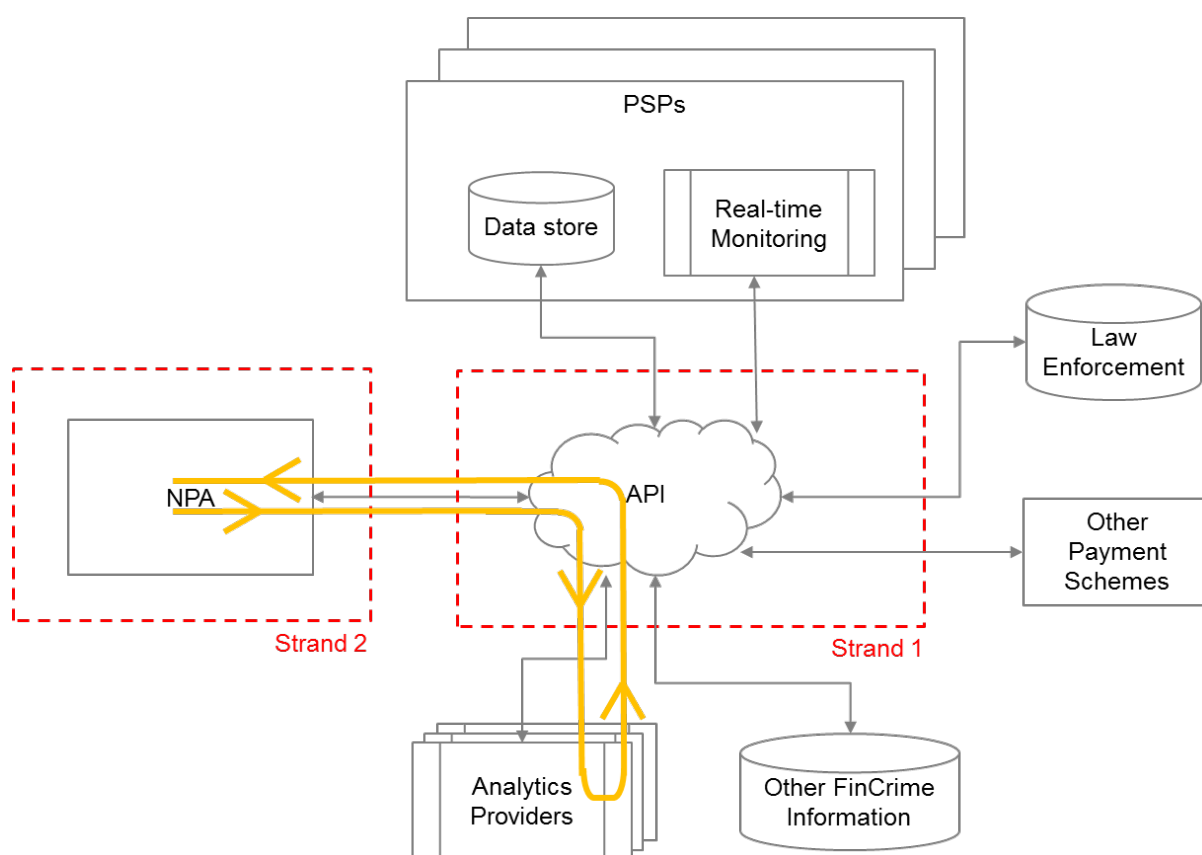 PSPs
Data store
Real-time
Monitoring
Law
Enforcement
NPA
API
Other
Payment
Schemes
Strand 2
Strand 1
Analytics
Providers
Other FinCrime
Information